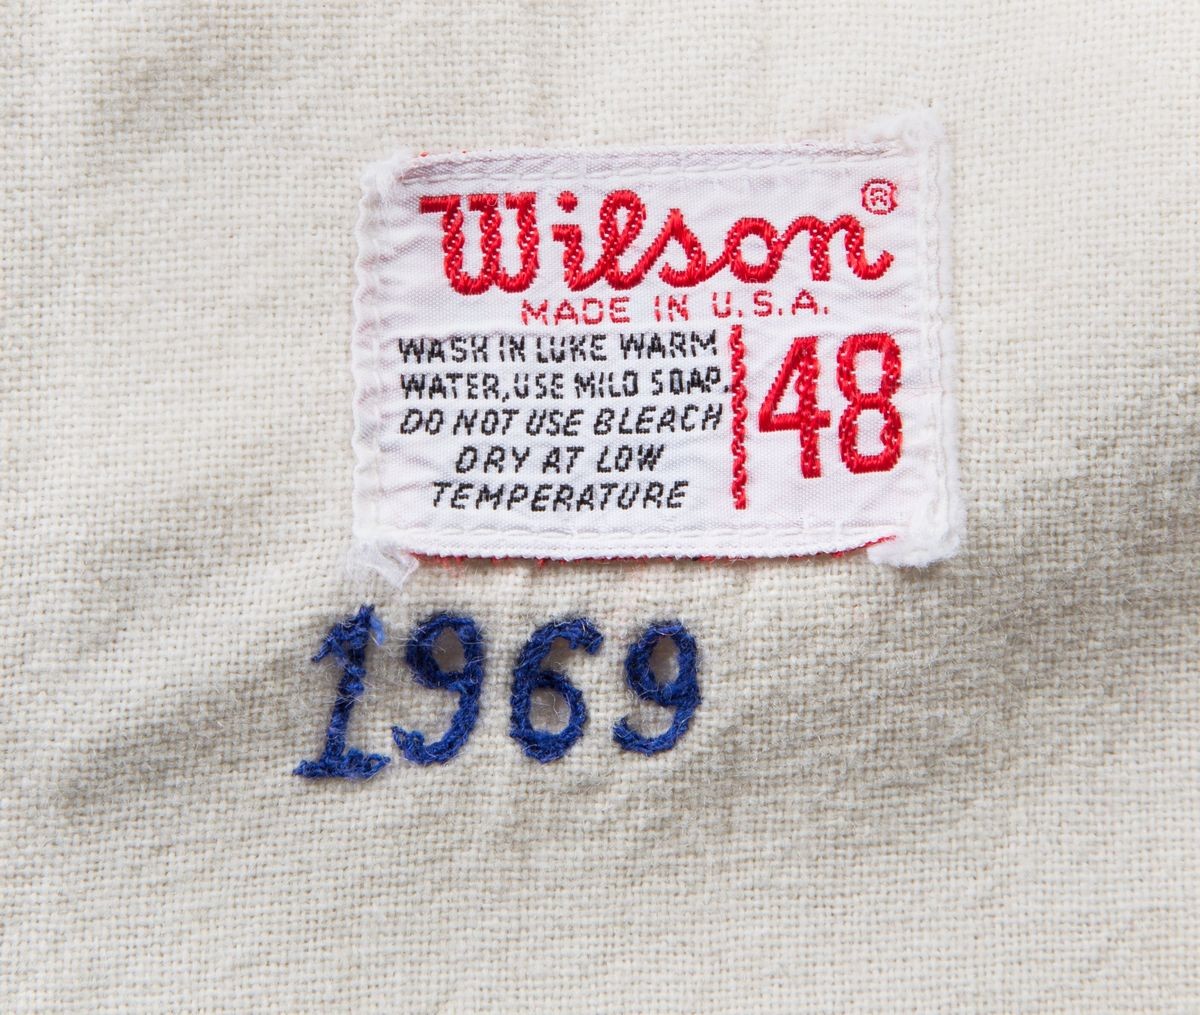 Wilson®
MADE IN U.S.A.
WASH IN LUKE WARM
WATER, USE MILD SOAP.
DO NOT USE BLEACH
DRY AT LOW
TEMPERATURE
48
1969